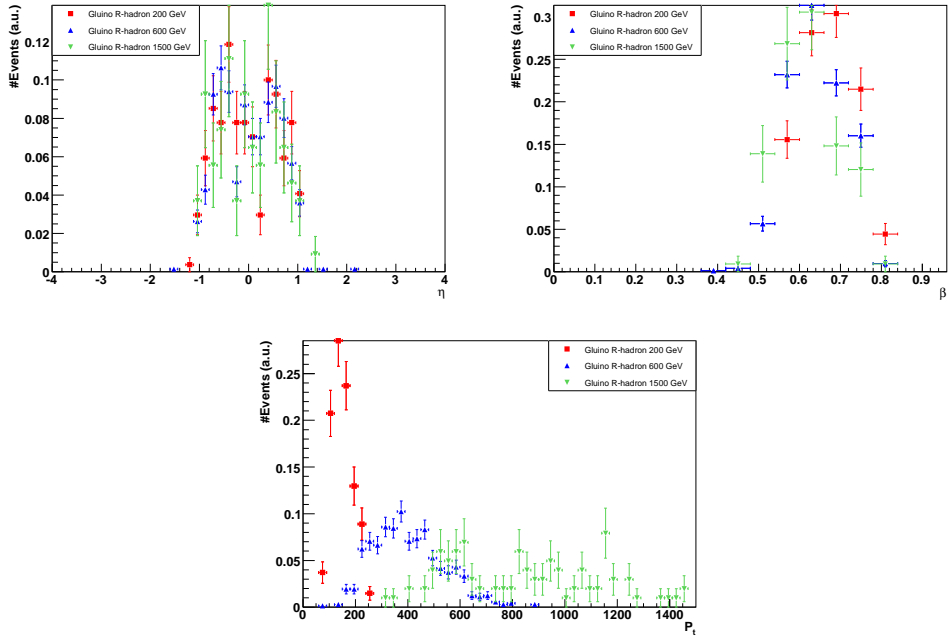 #Events (a.u.)
Gluino R-hadron 200 GeV
Gluino R-hadron 600 GeV
Gluino R-hadron 1500 GeV
0.12
0.1
0.08
0.06
0.04
0.02
0
-4 -3 -2 -1 0 1 2 3 4
η
#Events (a.u.)
Gluino R-hadron 200 GeV
Gluino R-hadron 600 GeV
Gluino R-hadron 1500 GeV
0.3
0.25
0.2
0.15
0.1
0.05
0
0 0.1 0.2 0.3 0.4 0.5 0.6 0.7 0.8 0.9
β
#Events (a.u.)
Gluino R-hadron 200 GeV
Gluino R-hadron 600 GeV
Gluino R-hadron 1500 GeV
0.25
0.2
0.15
0.1
0.05
0
0 200 400 600 800 1000 1200 1400
Pt